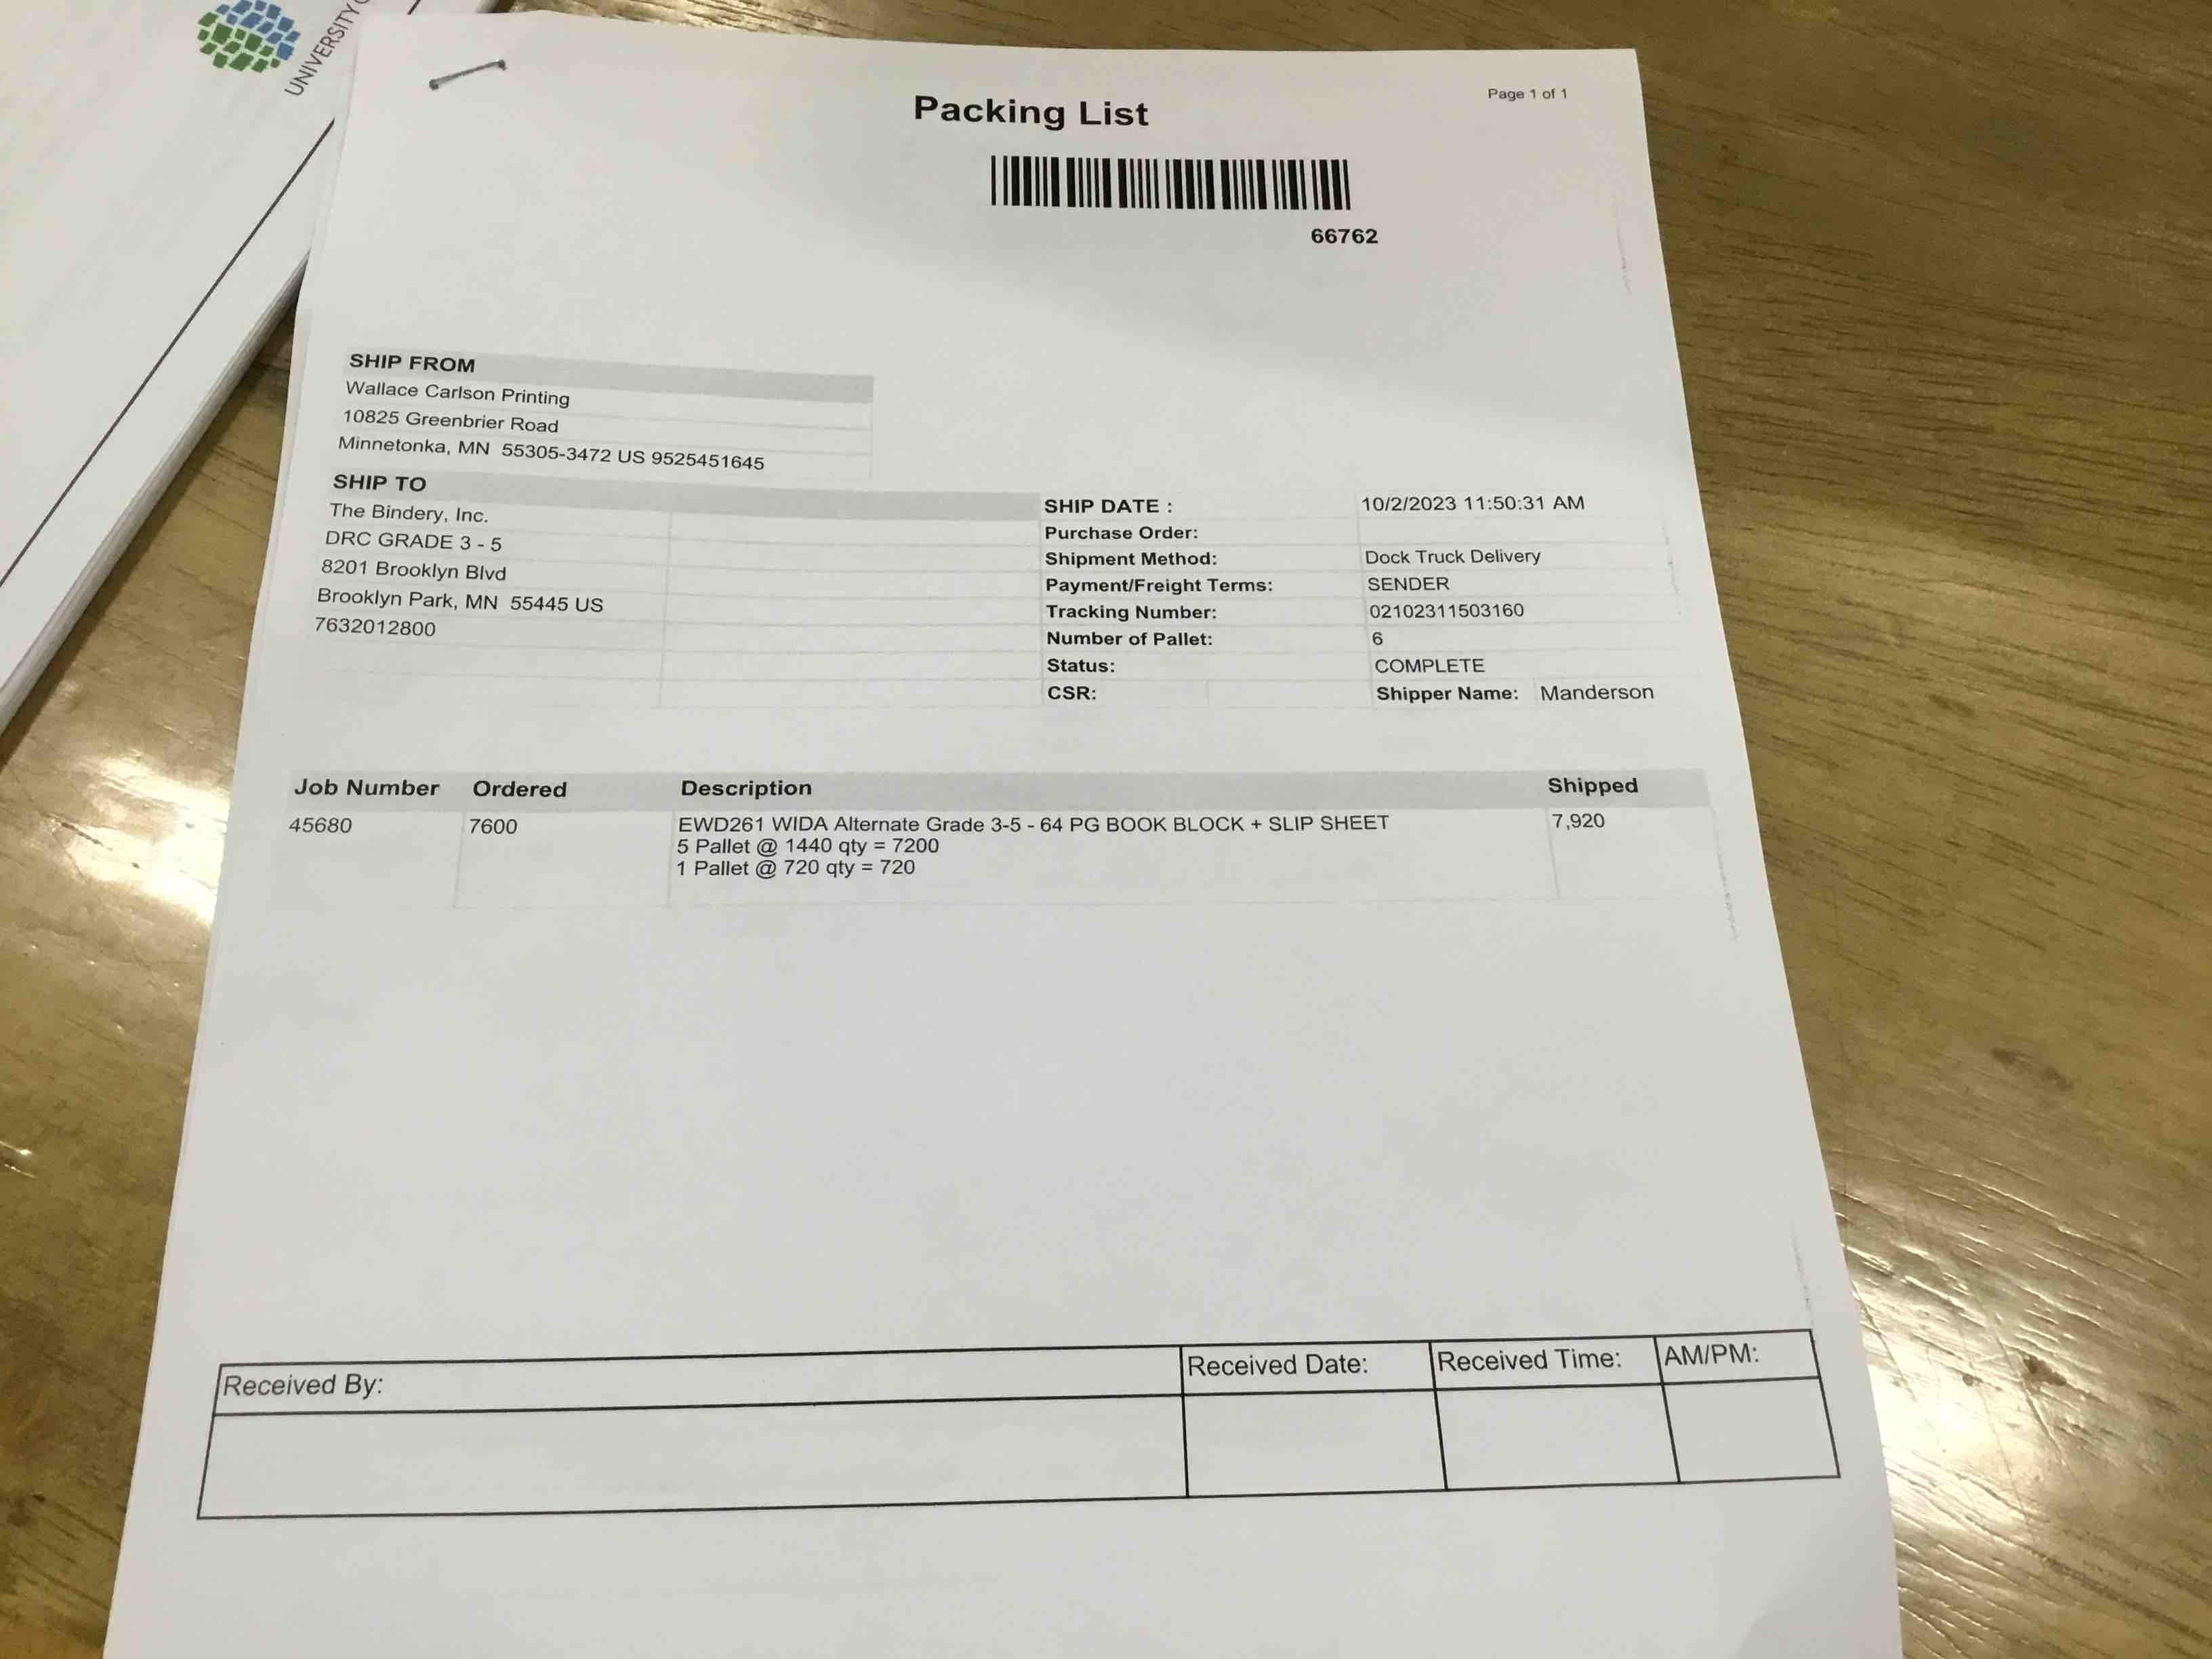 UNIVERSITY
Packing List
Page 1 of 1
66762
SHIP FROM
Wallace Carlson Printing
10825 Greenbrier Road
Minnetonka, MN 55305-3472 US 9525451645
SHIP TO
The Bindery, Inc.
DRC GRADE 3 - 5
8201 Brooklyn Blvd
Brooklyn Park, MN 55445 US
7632012800
SHIP DATE : 10/2/2023 11:50:31 AM
Purchase Order:
Shipment Method: Dock Truck Delivery
Payment/Freight Terms: SENDER
Tracking Number: 02102311503160
Number of Pallet: 6
Status: COMPLETE
CSR: Shipper Name: Manderson
Job Number Ordered Description Shipped
45680 7600 EWD261 WIDA Alternate Grade 3-5 - 64 PG BOOK BLOCK + SLIP SHEET 7,920
5 Pallet @ 1440 qty = 7200
1 Pallet @ 720 qty = 720
Received By: Received Date: Received Time: AM/PM: